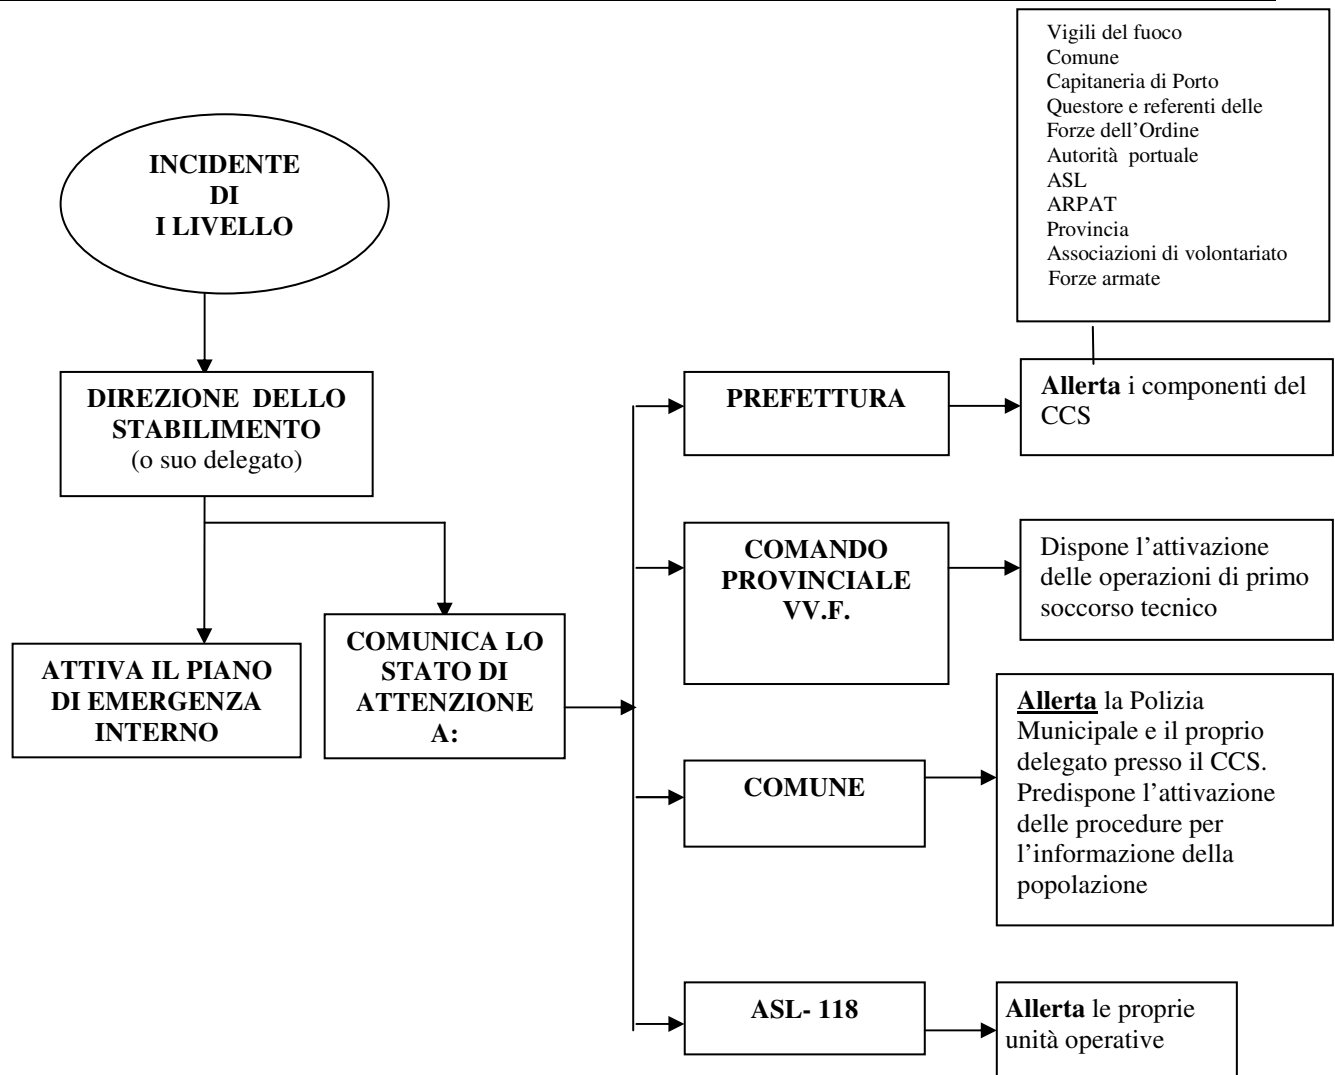 Vigili del fuoco
Comune
Capitaneria di Porto
Questore e referenti delle
Forze dell’Ordine
Autorità portuale
ASL
ARPAT
Provincia
Associazioni di volontariato
Forze armate
INCIDENTE
DI
I LIVELLO
DIREZIONE DELLO
STABILIMENTO
(o suo delegato)
PREFETTURA
Allerta i componenti del
CCS
COMANDO
PROVINCIALE
VV.F.
Dispone l’attivazione
delle operazioni di primo
soccorso tecnico
ATTIVA IL PIANO
DI EMERGENZA
INTERNO
COMUNICA LO
STATO DI
ATTENZIONE
A:
COMUNE
Allerta la Polizia
Municipale e il proprio
delegato presso il CCS.
Predispone l’attivazione
delle procedure per
l’informazione della
popolazione
ASL- 118
Allerta le proprie
unità operative